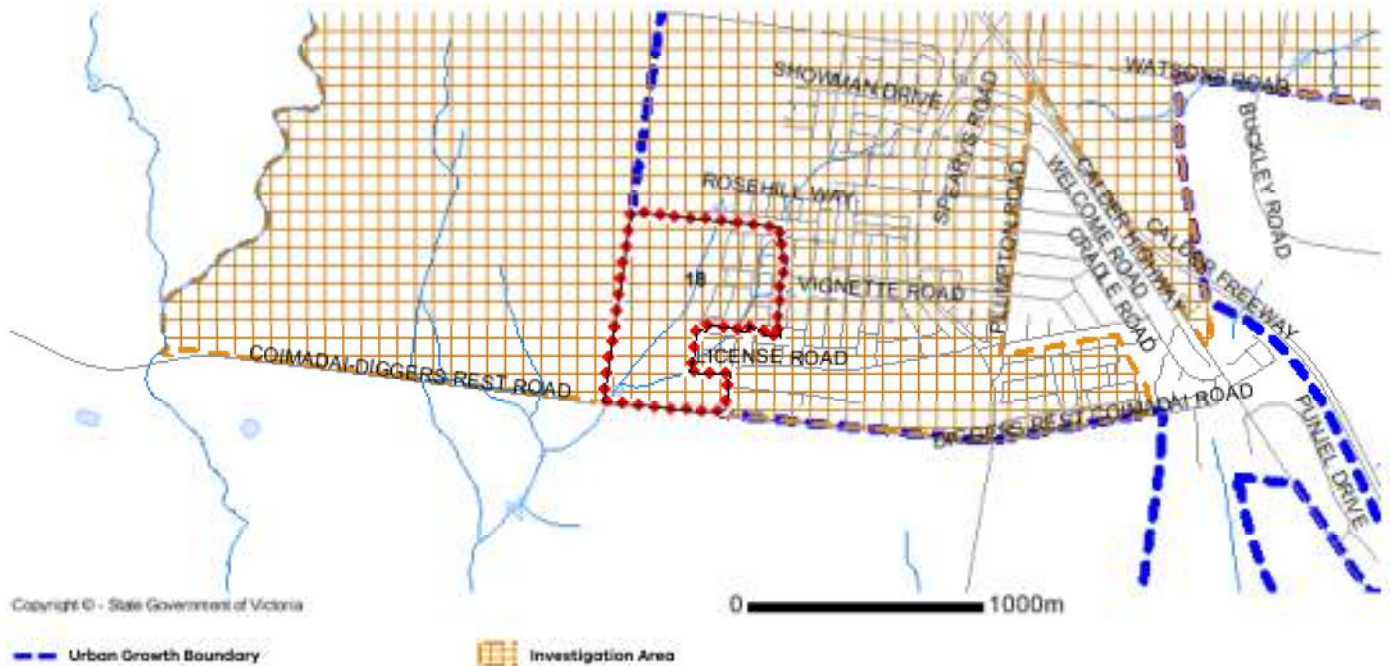 WATSONS ROAD
SHOWMAN DRIVE
SPEARYS ROAD
BUCKLEY ROAD
ROSEHILL WAY
PLUMPTON ROAD
WELCOME ROAD
CALDER HIGHWAY
CALDER FREEWAY
GRADLE ROAD
18
VIGNETTE ROAD
LICENSE ROAD
COIMADAI-DIGGERS REST ROAD
DIGGERS REST COIMADAI ROAD
PUNJEL DRIVE
Copyright © - State Government of Victoria
0 1000m
Urban Growth Boundary
Investigation Area